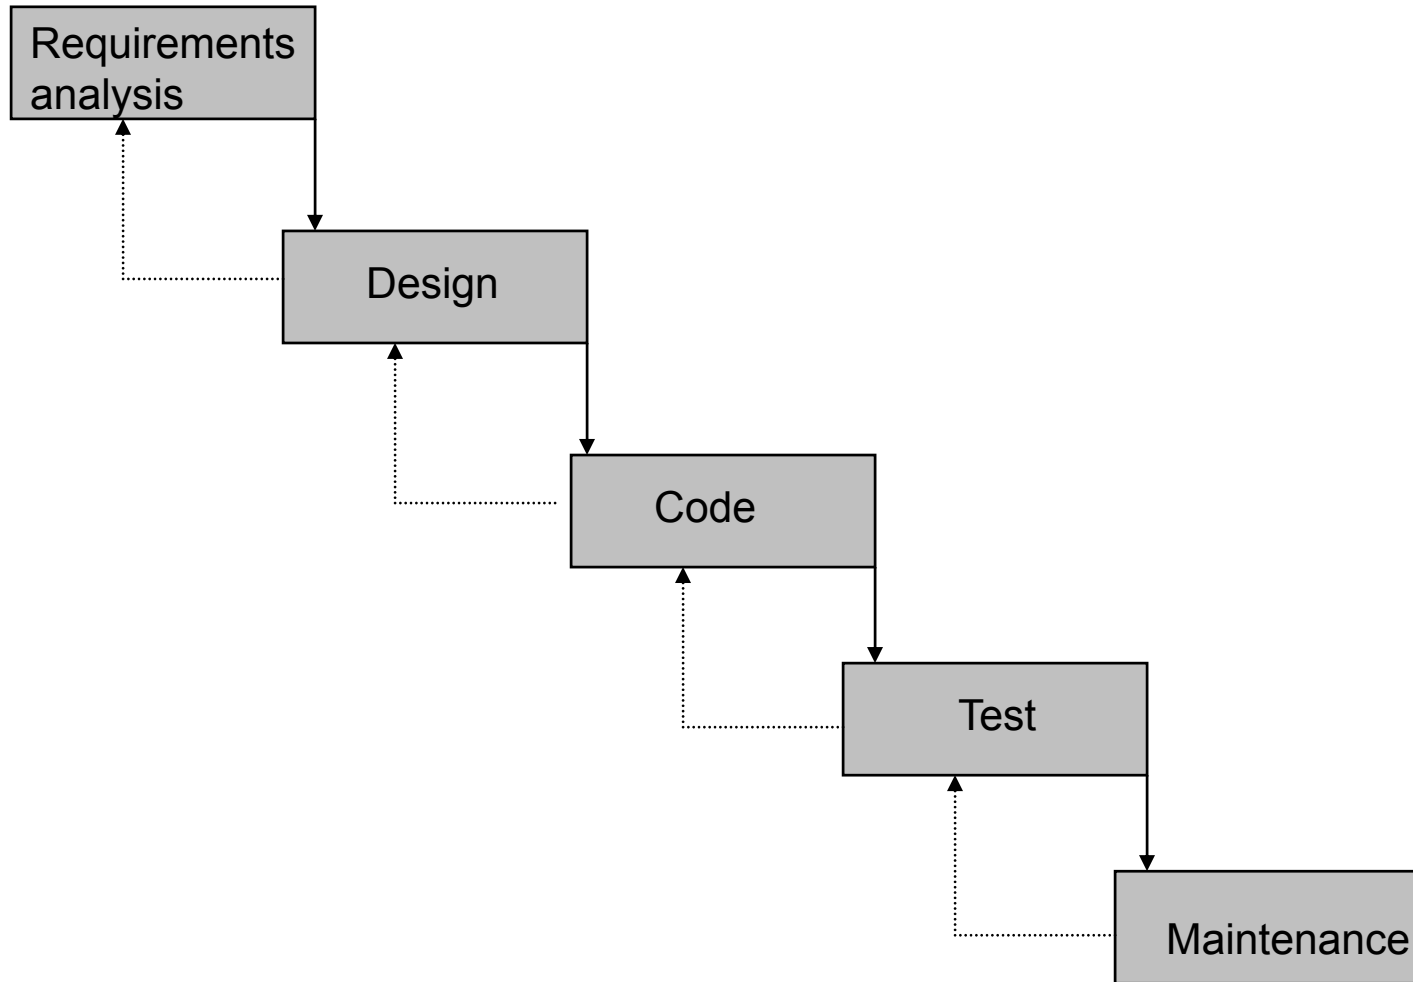 Requirements
analysis
Design
Code
Test
Maintenance